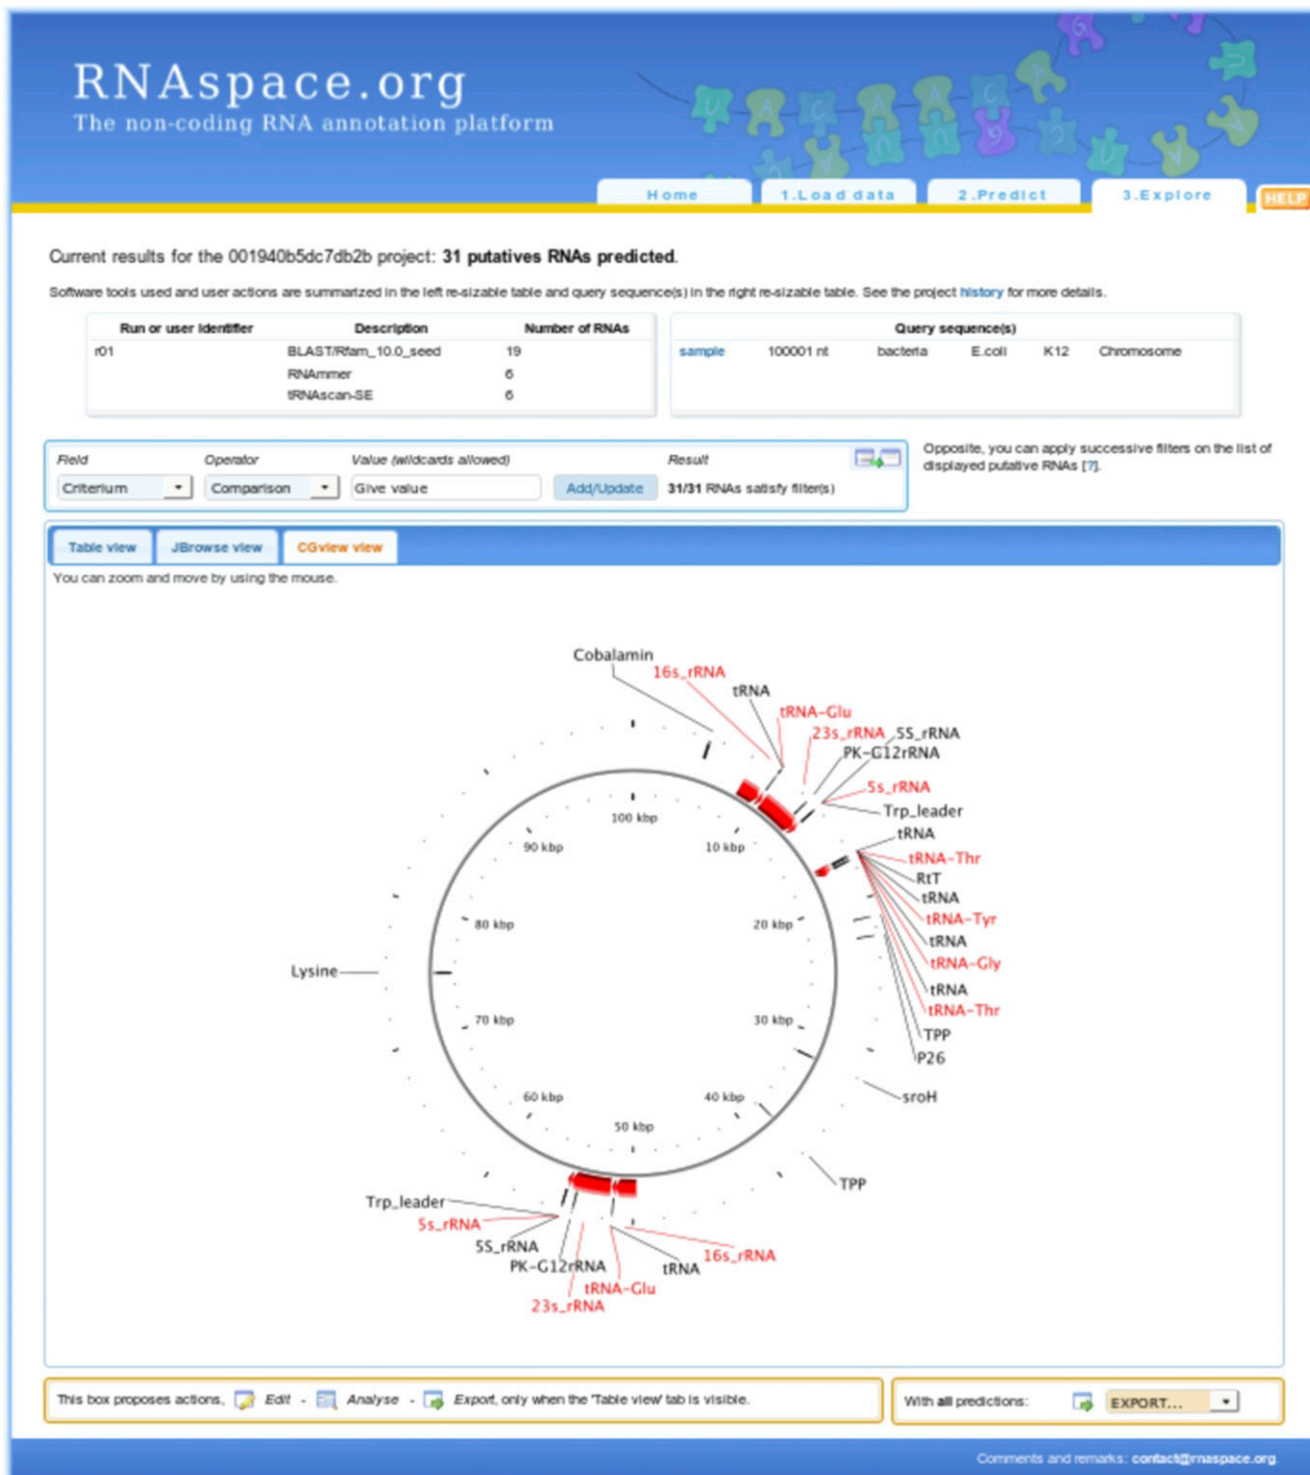 RNAspace.org
The non-coding RNA annotation platform
Home 1.Load data 2.Predict 3.Explore HELP
Current results for the 001940b5dc7db2b project: 31 putatives RNAs predicted.
Software tools used and user actions are summarized in the left re-sizable table and query sequence(s) in the right re-sizable table. See the project history for more details.
Run or user identifier Description Number of RNAs Query sequence(s)
r01 BLAST/Rfam_10.0_seed 19 sample 100001 nt bacteria E.coli K12 Chromosome
RNAmmer 6
tRNAscan-SE 6
Field Operator Value (wildcards allowed) Result
Criterium Comparison Give value Add/Update 31/31 RNAs satisfy filter(s)
Opposite, you can apply successive filters on the list of
displayed putative RNAs [?].
Table view JBrowse view CGview view
You can zoom and move by using the mouse.
Cobalamin
16s_rRNA
tRNA
tRNA-Glu
23s_rRNA 5S_rRNA
PK-G12rRNA
5s_rRNA
Trp_leader
tRNA
tRNA-Thr
RtT
tRNA
tRNA-Tyr
tRNA
tRNA-Gly
tRNA
tRNA-Thr
TPP
P26
sroH
TPP
100 kbp
90 kbp 10 kbp
80 kbp 20 kbp
Lysine
70 kbp 30 kbp
60 kbp 40 kbp
50 kbp
Trp_leader
5s_rRNA
5S_rRNA
PK-G12rRNA
tRNA
16s_rRNA
tRNA-Glu
23s_rRNA
This box proposes actions, Edit - Analyse - Export, only when the 'Table view' tab is visible.
With all predictions: EXPORT...
Comments and remarks: contact@rnaspace.org